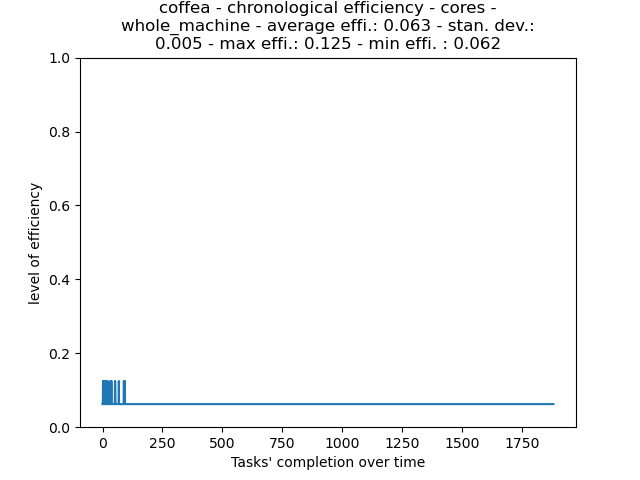 coffea - chronological efficiency - cores -
whole_machine - average effi.: 0.063 - stan. dev.:
0.005 - max effi.: 0.125 - min effi. : 0.062
1.0
0.8
0.6
0.4
0.2
0.0
level of efficiency
0 250 500 750 1000 1250 1500 1750
Tasks' completion over time